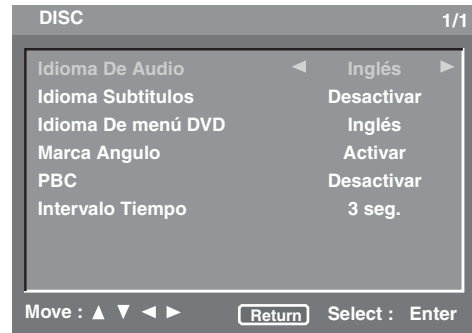 DISC 1/1
Idioma De Audio ◀ Inglés ▶
Idioma Subtitulos Desactivar
Idioma De menú DVD Inglés
Marca Angulo Activar
PBC Desactivar
Intervalo Tiempo 3 seg.
Move : ▲ ▼ ◀ ▶ Return Select : Enter